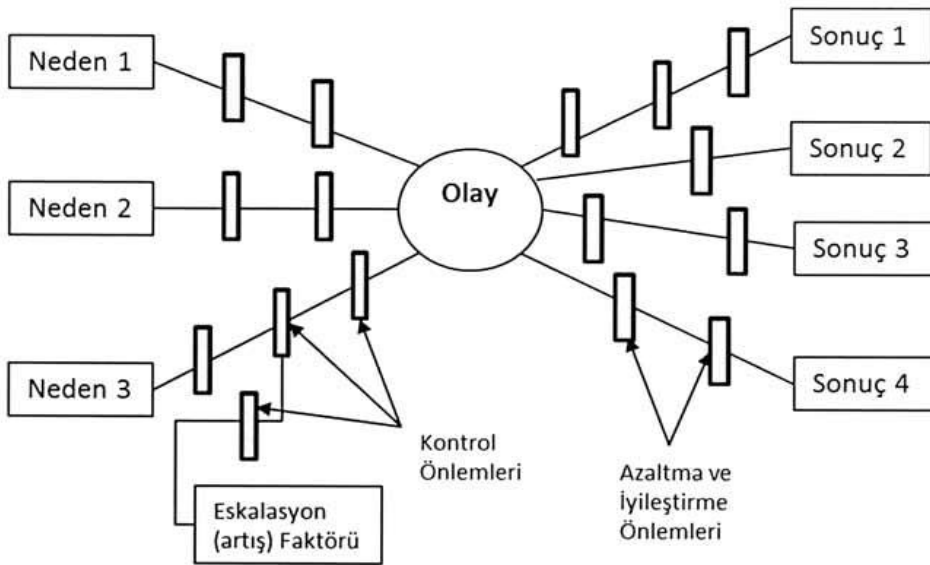 Neden 1
Neden 2
Neden 3
Olay
Sonuç 1
Sonuç 2
Sonuç 3
Sonuç 4
Kontrol
Önlemleri
Azaltma ve
İyileştirme
Önlemleri
Eskalasyon
(artış) Faktörü